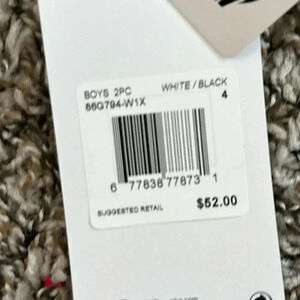 BOYS 2PC WHITE / BLACK
86G794-W1X 4
6 77838 77873 1
SUGGESTED RETAIL $52.00